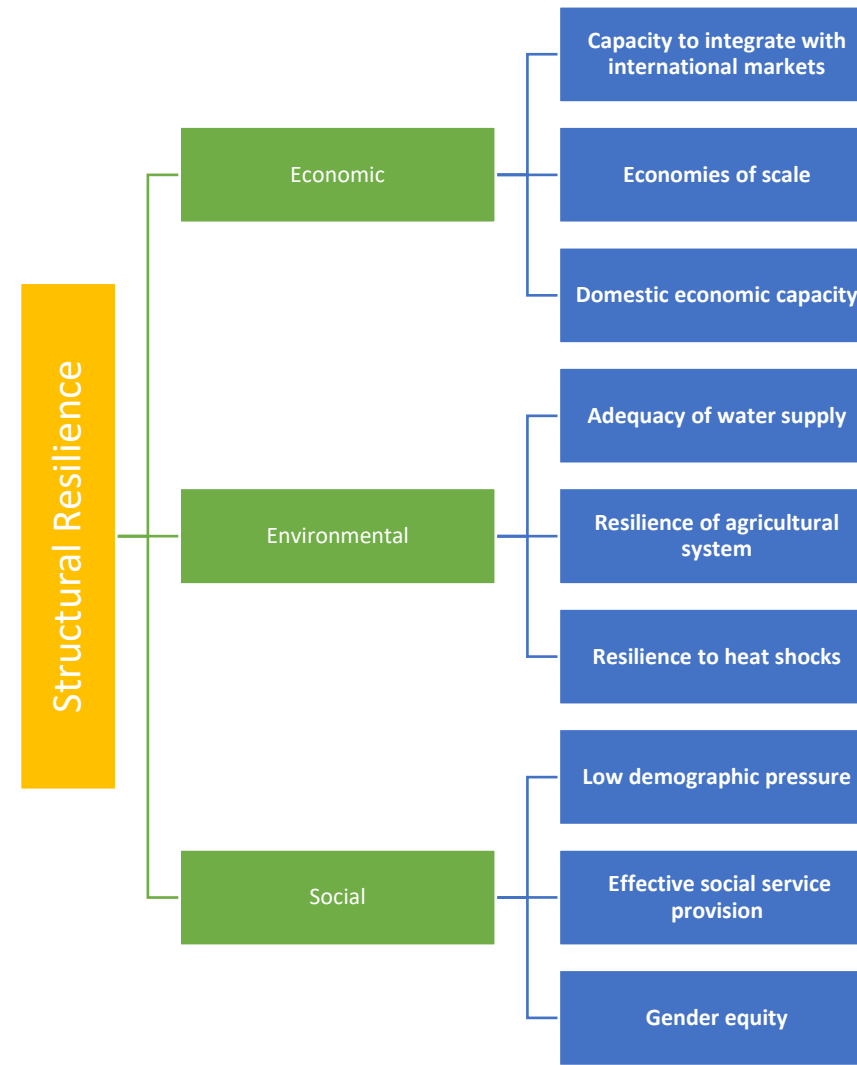 Structural Resilience
Economic
Capacity to integrate with
international markets
Economies of scale
Domestic economic capacity
Environmental
Adequacy of water supply
Resilience of agricultural
system
Resilience to heat shocks
Social
Low demographic pressure
Effective social service
provision
Gender equity